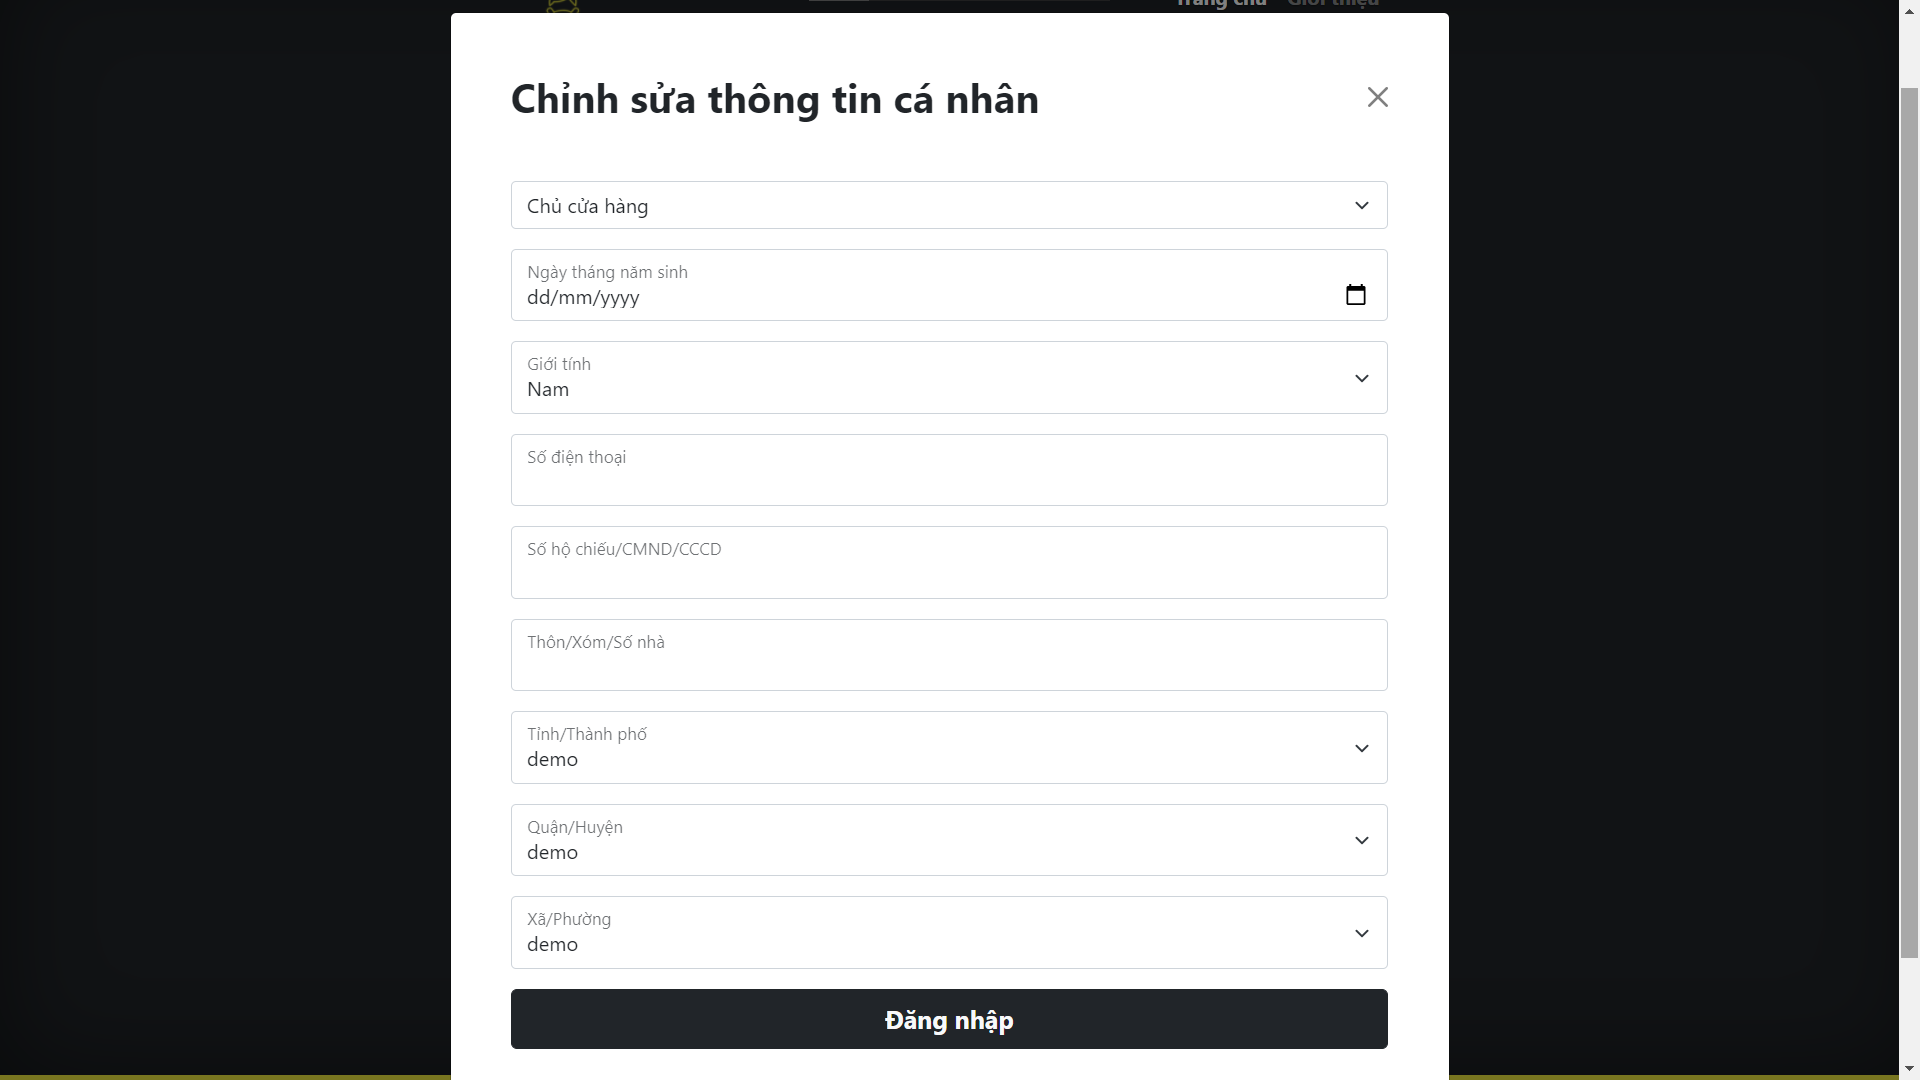 Trang chủ Giới thiệu
Chỉnh sửa thông tin cá nhân
Chủ cửa hàng
Ngày tháng năm sinh
dd/mm/yyyy
Giới tính
Nam
Số điện thoại
Số hộ chiếu/CMND/CCCD
Thôn/Xóm/Số nhà
Tỉnh/Thành phố
demo
Quận/Huyện
demo
Xã/Phường
demo
Đăng nhập